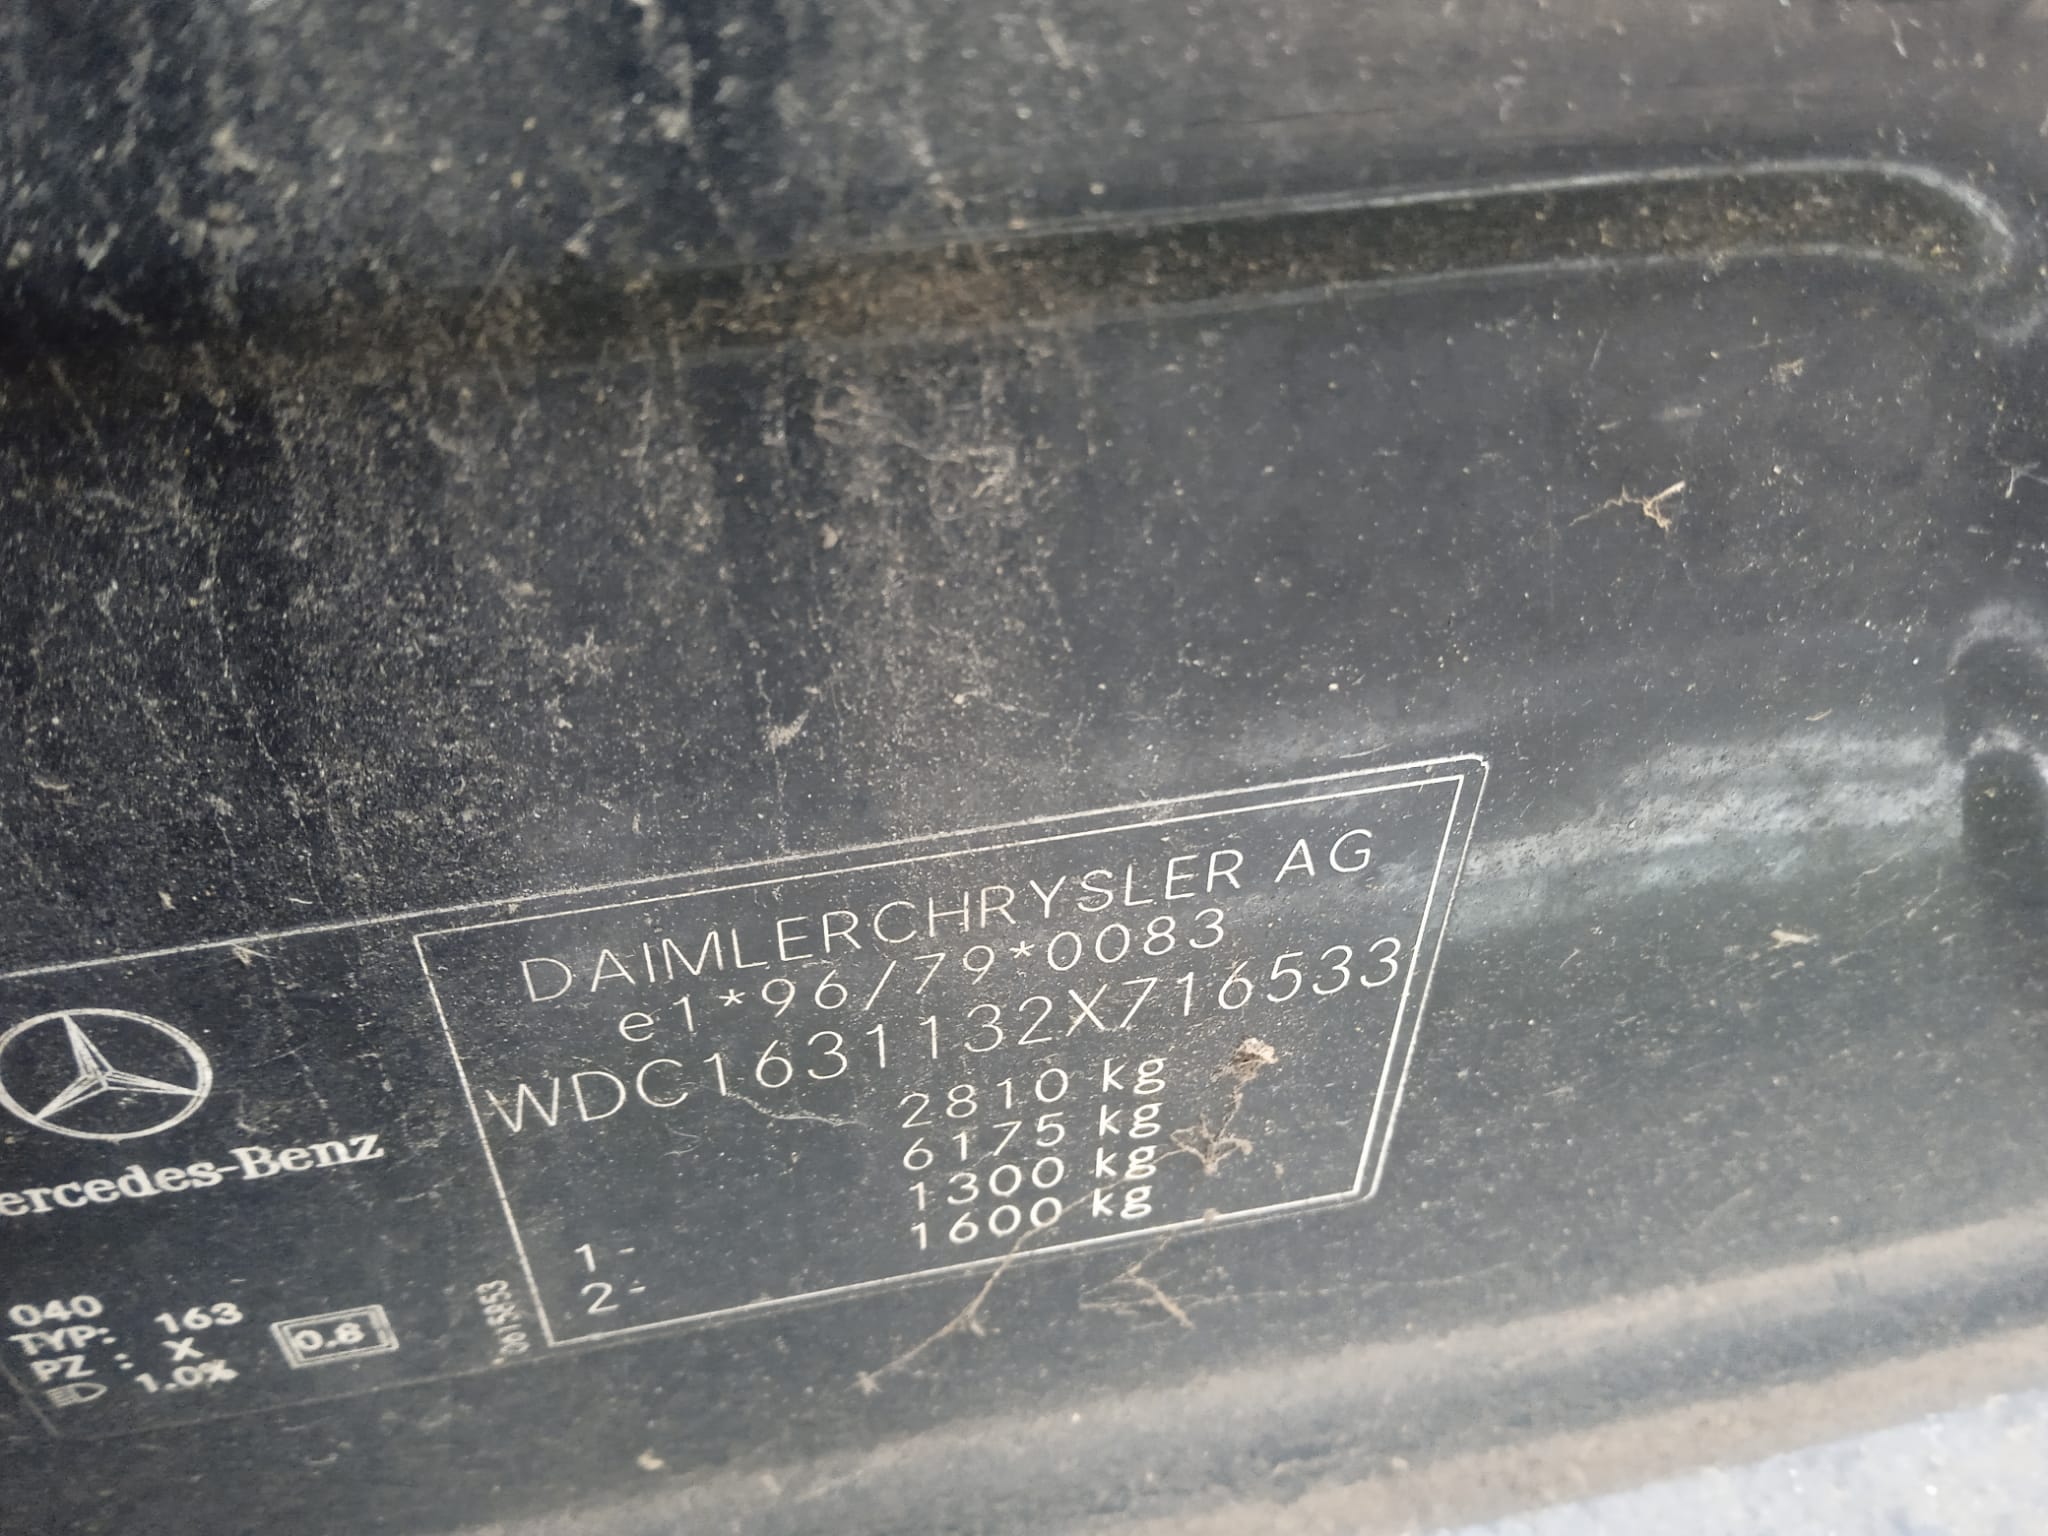 DAIMLERCHRYSLER AG
e1*96/79*0083
WDC1631132X716533
2810 kg
6175 kg
1-   1300 kg
2-   1600 kg
ercedes-Benz
040
TYP: 163
PZ : X
1.0%
0.8